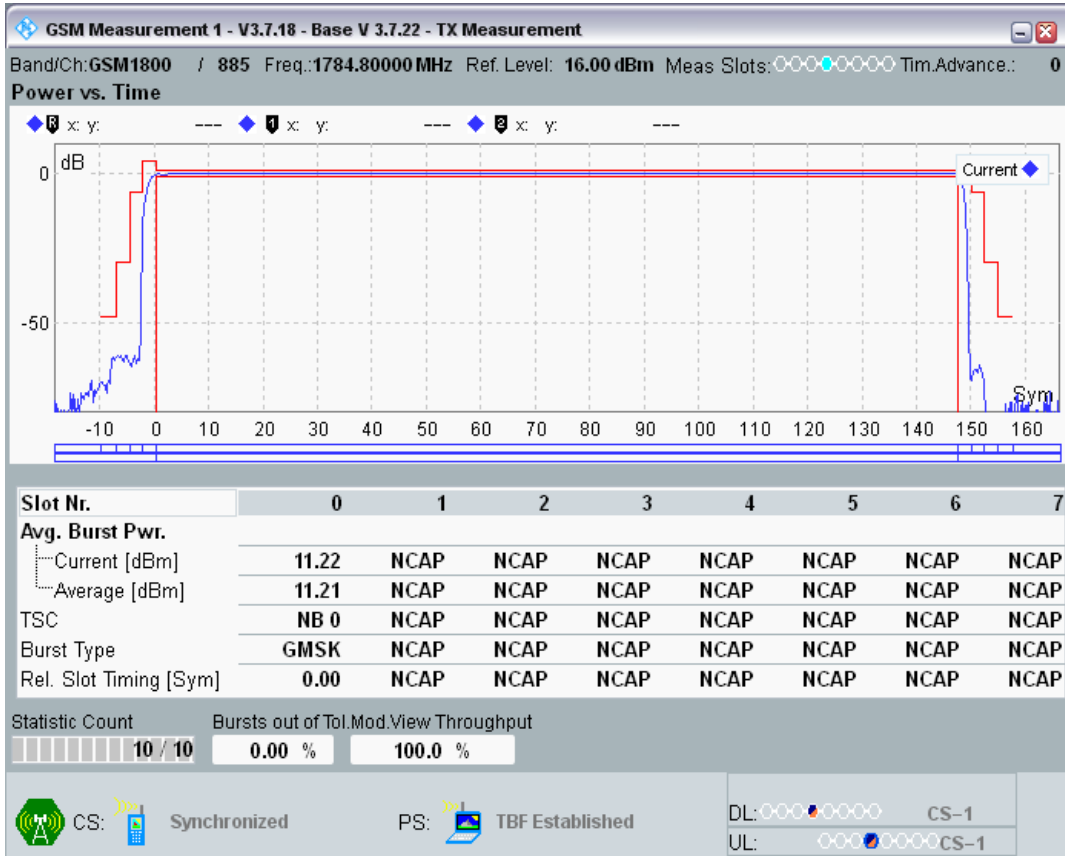 GSM Measurement 1 - V3.7.18 - Base V 3.7.22 - TX Measurement
Band/Ch:GSM1800 / 885 Freq.:1784.80000 MHz Ref. Level: 16.00 dBm Meas Slots: Tim.Advance.: 0
Power vs. Time
R x: y: --- 1 x: y: --- 2 x: y: ---
dB
0
Current
-50
Sym
-10 0 10 20 30 40 50 60 70 80 90 100 110 120 130 140 150 160
Slot Nr. 0 1 2 3 4 5 6 7
Avg. Burst Pwr.
Current [dBm] 11.22 NCAP NCAP NCAP NCAP NCAP NCAP NCAP
Average [dBm] 11.21 NCAP NCAP NCAP NCAP NCAP NCAP NCAP
TSC NB 0 NCAP NCAP NCAP NCAP NCAP NCAP NCAP
Burst Type GMSK NCAP NCAP NCAP NCAP NCAP NCAP NCAP
Rel. Slot Timing [Sym] 0.00 NCAP NCAP NCAP NCAP NCAP NCAP NCAP
Statistic Count Bursts out of Tol.Mod.View Throughput
10 / 10 0.00 % 100.0 %
CS: Synchronized PS: TBF Established
DL: CS-1
UL: CS-1